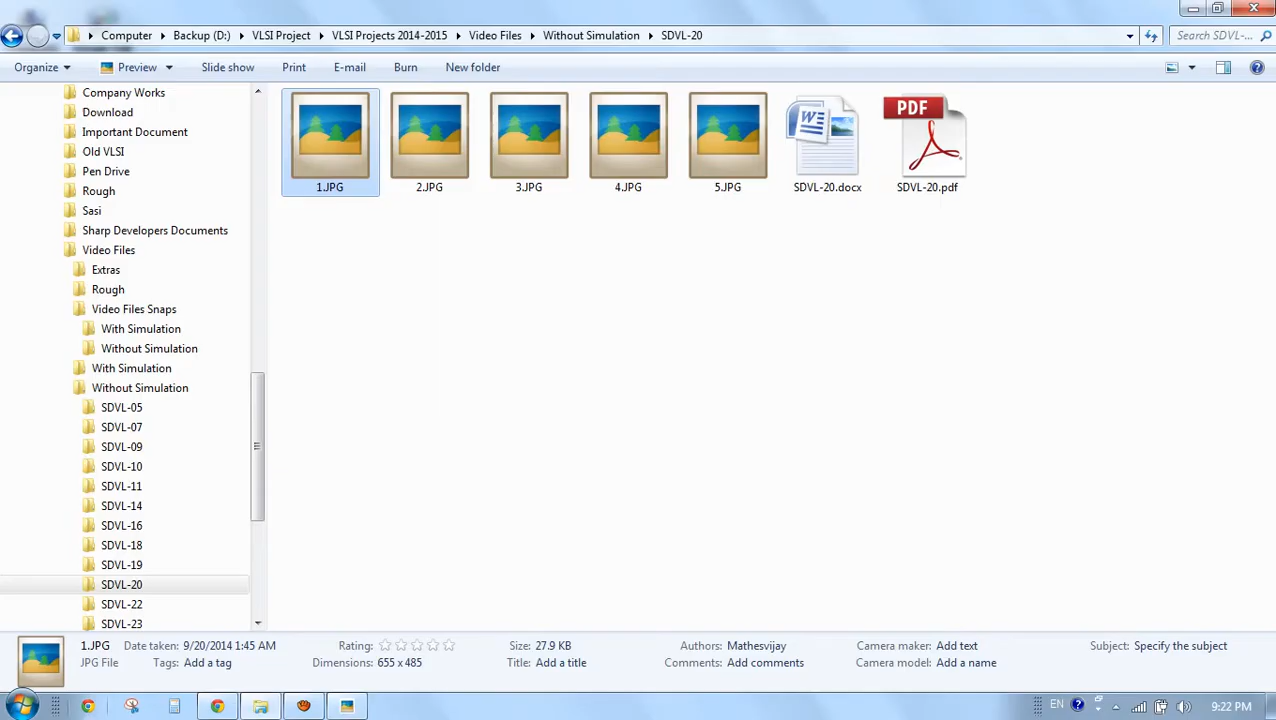 Computer Backup (D:) VLSI Project VLSI Projects 2014-2015 Video Files Without Simulation SDVL-20
Search SDVL-...
Organize Preview Slide show Print E-mail Burn New folder
Company Works
Download
Important Document
Old VLSI
Pen Drive
Rough
Sasi
Sharp Developers Documents
Video Files
Extras
Rough
Video Files Snaps
With Simulation
Without Simulation
With Simulation
Without Simulation
SDVL-05
SDVL-07
SDVL-09
SDVL-10
SDVL-11
SDVL-14
SDVL-16
SDVL-18
SDVL-19
SDVL-20
SDVL-22
SDVL-23
PDF
1.JPG 2.JPG 3.JPG 4.JPG 5.JPG SDVL-20.docx SDVL-20.pdf
1.JPG Date taken: 9/20/2014 1:45 AM Rating: Size: 27.9 KB Authors: Mathesvijay Camera maker: Add text Subject: Specify the subject
JPG File Tags: Add a tag Dimensions: 655 x 485 Title: Add a title Comments: Add comments Camera model: Add a name
EN 9:22 PM